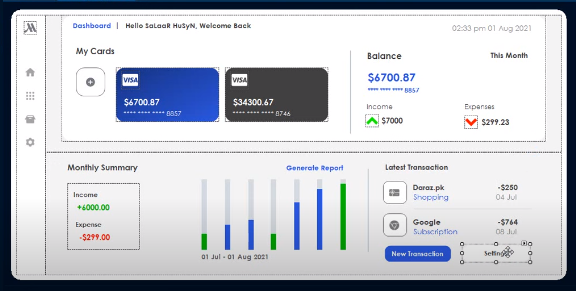 Dashboard | Hello SaLaaR HuSyN, Welcome Back
02:33 pm 01 Aug 2021
My Cards
VISA
$6700.87
**** **** **** 8857
VISA
$34300.67
**** **** **** 8746
Balance
This Month
$6700.87
**** **** **** 8857
Income
$7000
Expenses
$299.23
Monthly Summary
Generate Report
Income
+6000.00
Expense
-$299.00
01 Jul - 01 Aug 2021
Latest Transaction
Daraz.pk
-$250
Shopping
04 Jul
Google
-$764
Subscription
08 Jul
New Transaction